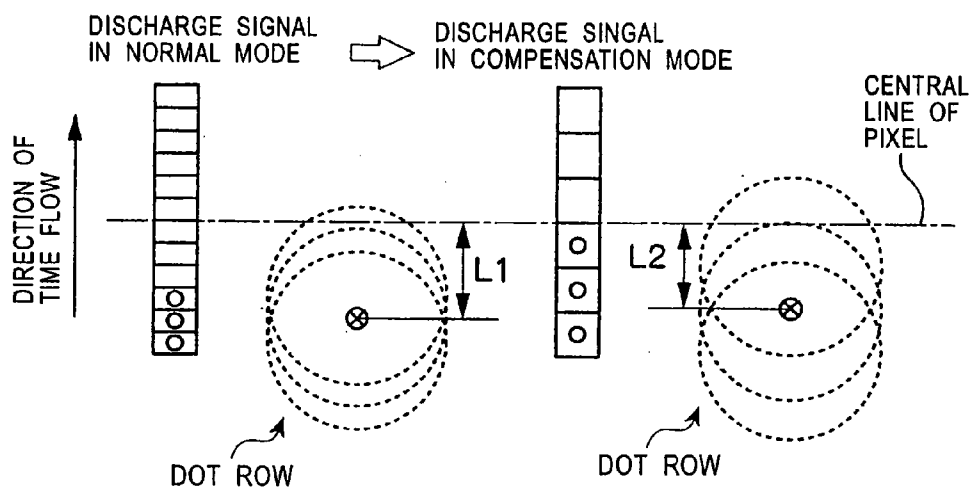 DISCHARGE SIGNAL
IN NORMAL MODE
DISCHARGE SINGAL
IN COMPENSATION MODE
CENTRAL
LINE OF
PIXEL
DIRECTION OF
TIME FLOW
L1
L2
DOT ROW
DOT ROW